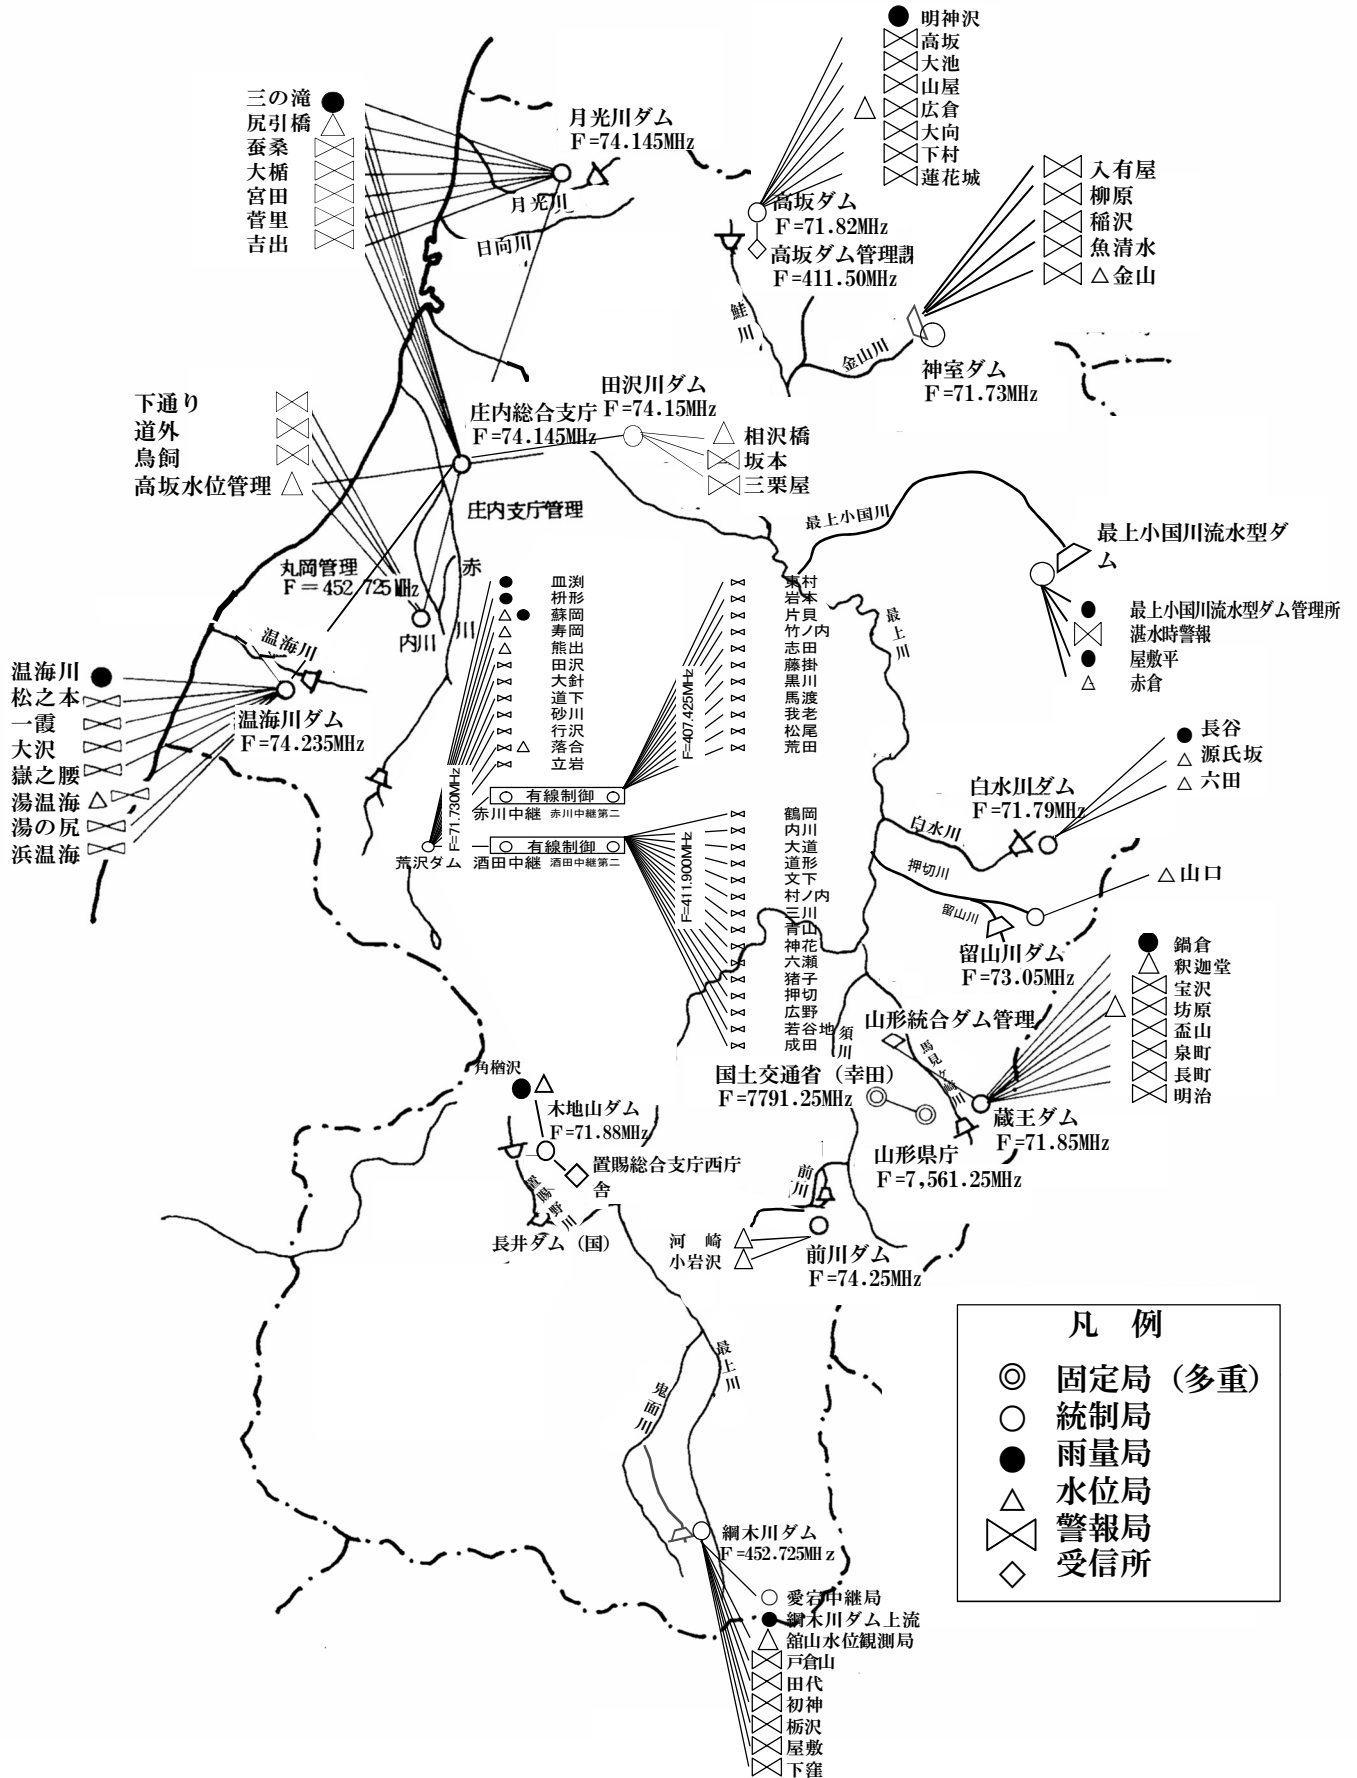 明神沢
高坂
大池
山屋
広倉
大向
下村
蓮花城
三の滝
尻引橋
蚕桑
大楯
宮田
菅里
吉出
月光川ダム
F=74.145MHz
月光川
日向川
高坂ダム
F=71.82MHz
高坂ダム管理課
F=411.50MHz
鮭川
金山川
入有屋
柳原
稲沢
魚清水
金山
神室ダム
F=71.73MHz
下通り
道外
鳥飼
高坂水位管理
庄内総合支庁
F=74.145MHz
田沢川ダム
F=74.15MHz
相沢橋
坂本
三栗屋
庄内支庁管理
最上小国川
最上小国川流水型ダ
ム
最上小国川流水型ダム管理所
湛水時警報
屋敷平
赤倉
丸岡管理
F=452.725MHz
内川
赤川
温海川
温海川
松之本
一霞
大沢
嶽之腰
湯温海
湯の尻
浜温海
温海川ダム
F=74.235MHz
皿渕
枡形
蘇岡
寿岡
熊出
田沢
大針
道下
砂川
行沢
落合
立岩
F=71.730MHz
東村
岩本
片貝
竹ノ内
志田
藤掛
黒川
馬渡
我老
松尾
荒田
F=407.425MHz
有線制御
赤川中継 赤川中継第二
有線制御
荒沢ダム 酒田中継 酒田中継第二
F=411.900MHz
鶴岡
内川
大道
道形
文下
村ノ内
三川
青山
神花
六瀬
猪子
押切
広野
若谷地
成田
最上川
長谷
源氏坂
六田
白水川ダム
F=71.79MHz
白水川
押切川
留山川
山口
留山川ダム
F=73.05MHz
鍋倉
釈迦堂
宝沢
坊原
盃山
泉町
長町
明治
山形統合ダム管理
須川
馬見ヶ崎川
蔵王ダム
F=71.85MHz
国土交通省（幸田）
F=7791.25MHz
山形県庁
F=7,561.25MHz
角楢沢
木地山ダム
F=71.88MHz
置賜総合支庁西庁
舎
置賜野川
長井ダム（国）
前川
河　崎
小岩沢
前川ダム
F=74.25MHz
最上川
鬼面川
綱木川ダム
F=452.725MHz
愛宕中継局
綱木川ダム上流
舘山水位観測局
戸倉山
田代
初神
栃沢
屋敷
下窪
凡　例
固定局（多重）
統制局
雨量局
水位局
警報局
受信所